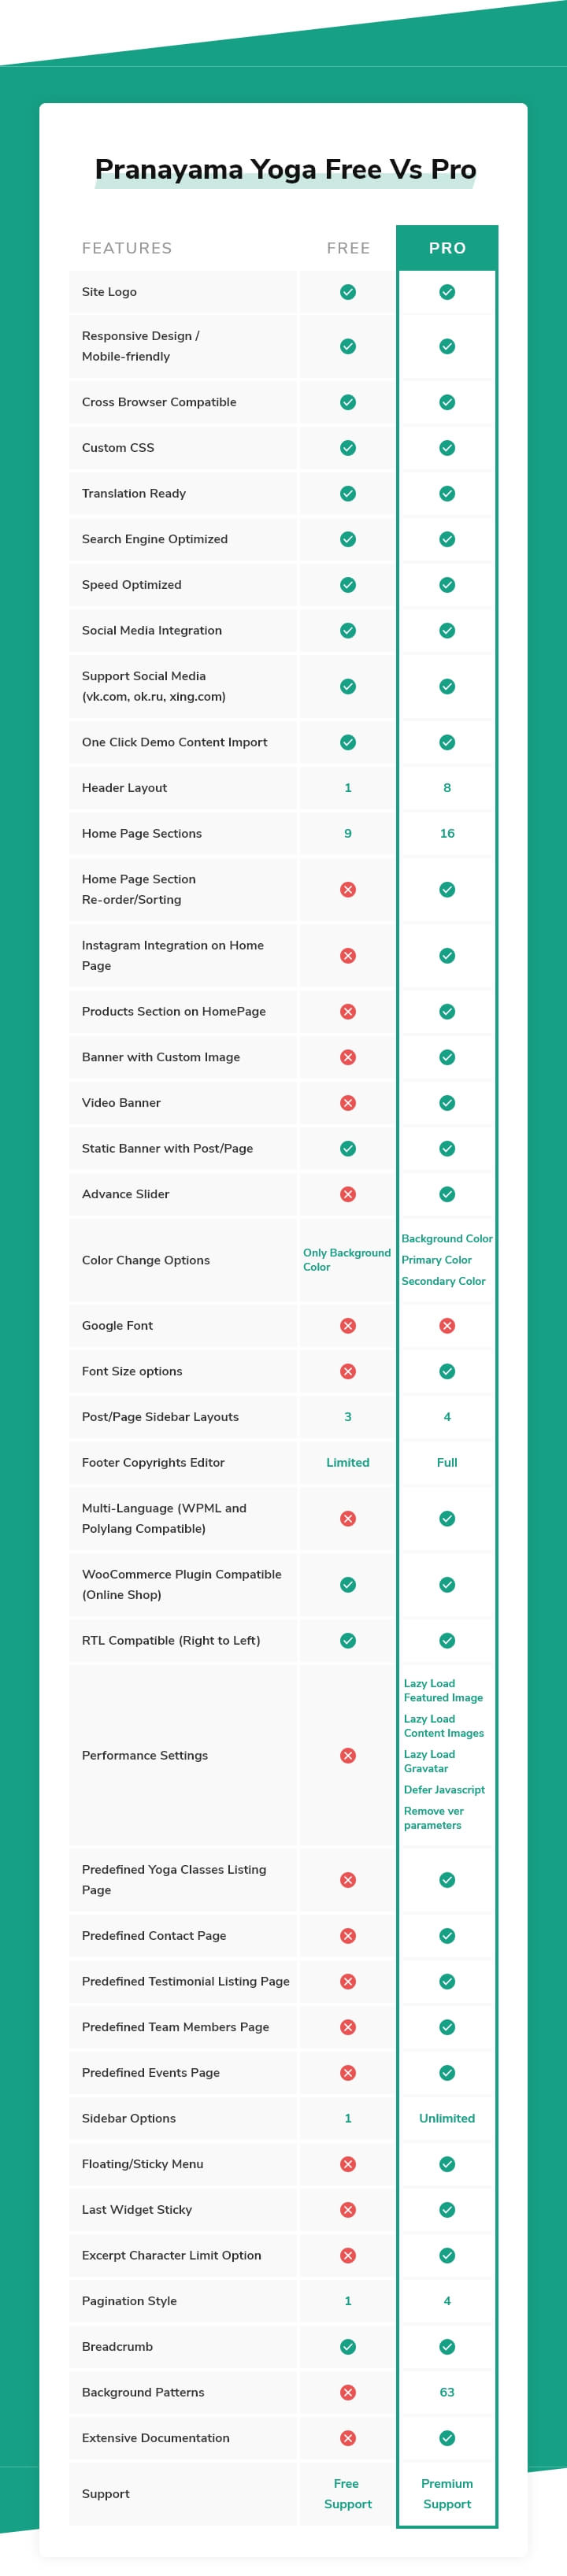 Pranayama Yoga Free Vs Pro
FEATURES FREE PRO
Site Logo
Responsive Design /
Mobile-friendly
Cross Browser Compatible
Custom CSS
Translation Ready
Search Engine Optimized
Speed Optimized
Social Media Integration
Support Social Media
(vk.com, ok.ru, xing.com)
One Click Demo Content Import
Header Layout 1 8
Home Page Sections 9 16
Home Page Section
Re-order/Sorting
Instagram Integration on Home
Page
Products Section on HomePage
Banner with Custom Image
Video Banner
Static Banner with Post/Page
Advance Slider
Color Change Options
Only Background
Color
Background Color
Primary Color
Secondary Color
Google Font
Font Size options
Post/Page Sidebar Layouts 3 4
Footer Copyrights Editor Limited Full
Multi-Language (WPML and
Polylang Compatible)
WooCommerce Plugin Compatible
(Online Shop)
RTL Compatible (Right to Left)
Performance Settings
Lazy Load
Featured Image
Lazy Load
Content Images
Lazy Load
Gravatar
Defer Javascript
Remove ver
parameters
Predefined Yoga Classes Listing
Page
Predefined Contact Page
Predefined Testimonial Listing Page
Predefined Team Members Page
Predefined Events Page
Sidebar Options 1 Unlimited
Floating/Sticky Menu
Last Widget Sticky
Excerpt Character Limit Option
Pagination Style 1 4
Breadcrumb
Background Patterns 63
Extensive Documentation
Support
Free
Support
Premium
Support